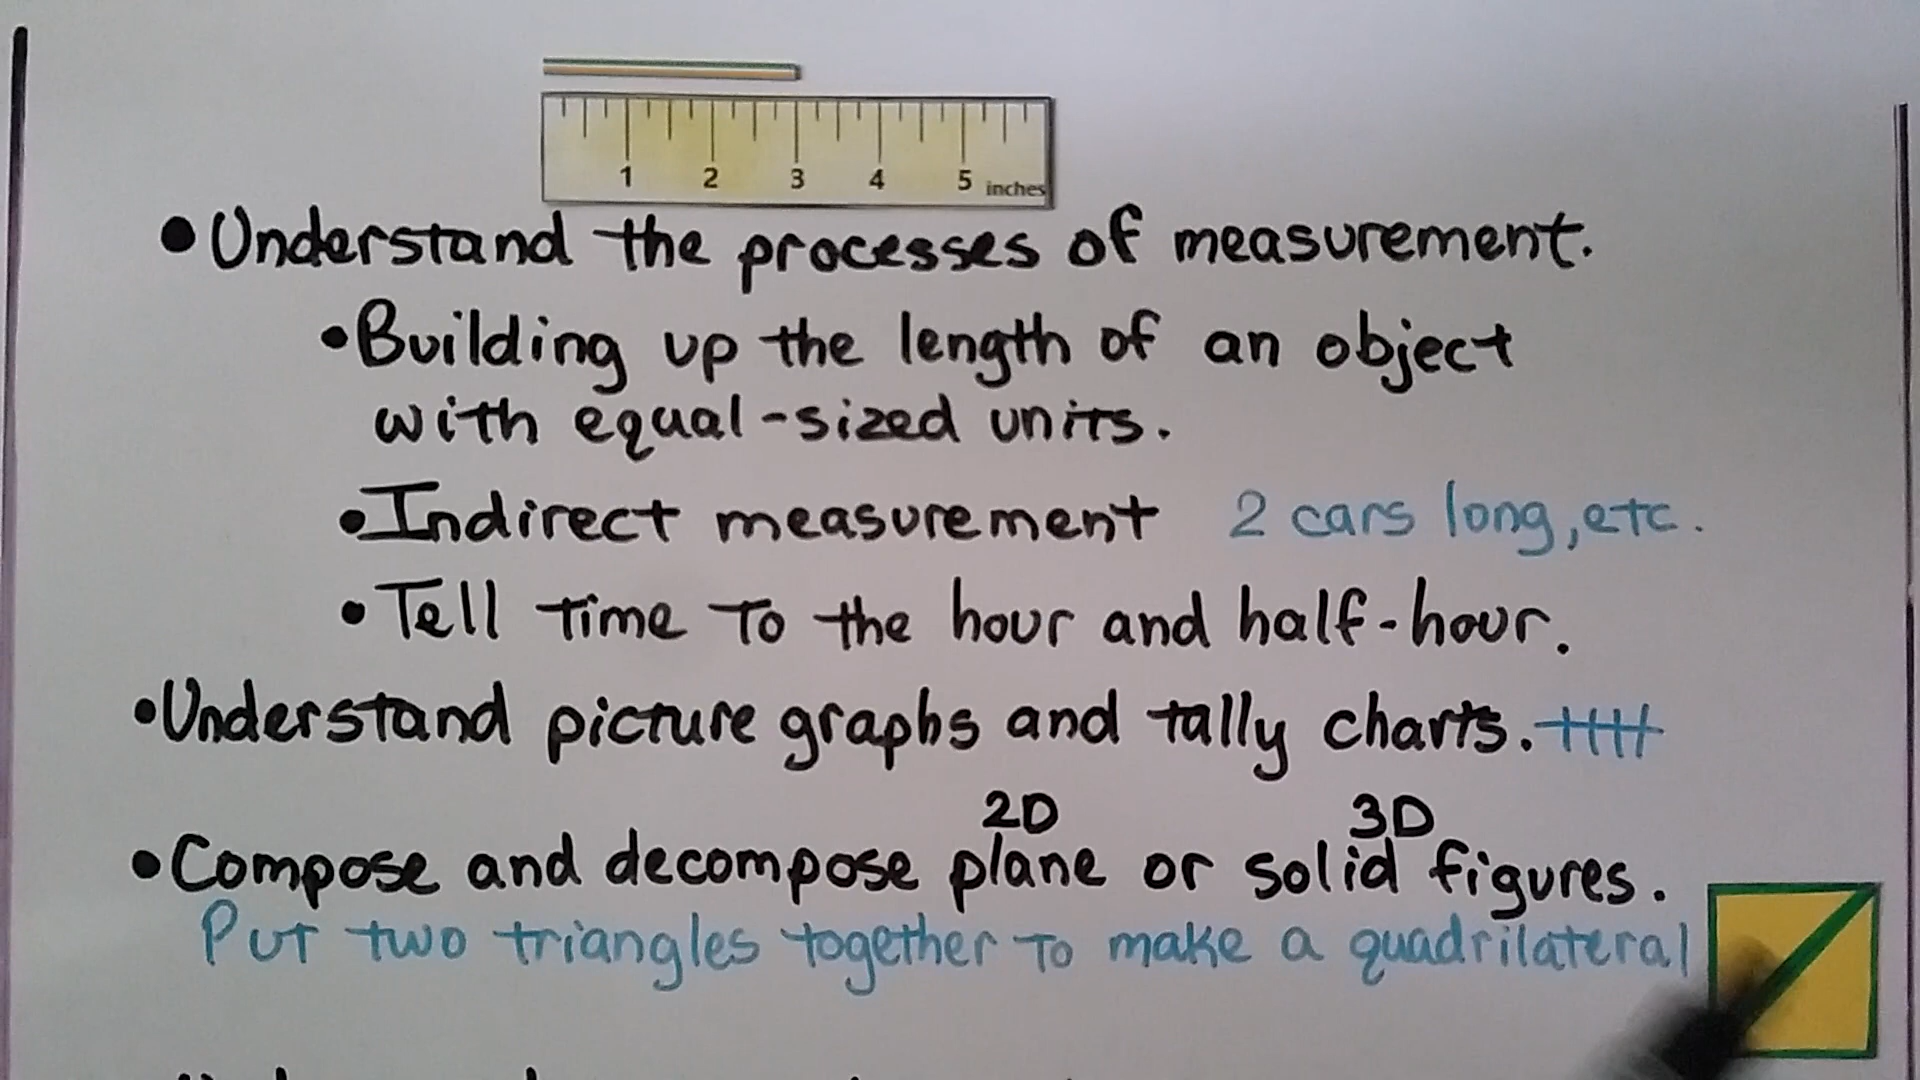 1 2 3 4 5 inches
• Understand the processes of measurement.
• Building up the length of an object
with equal-sized units.
• Indirect measurement 2 cars long, etc.
• Tell time to the hour and half-hour.
• Understand picture graphs and tally charts.
2D 3D
• Compose and decompose plane or solid figures.
Put two triangles together to make a quadrilateral